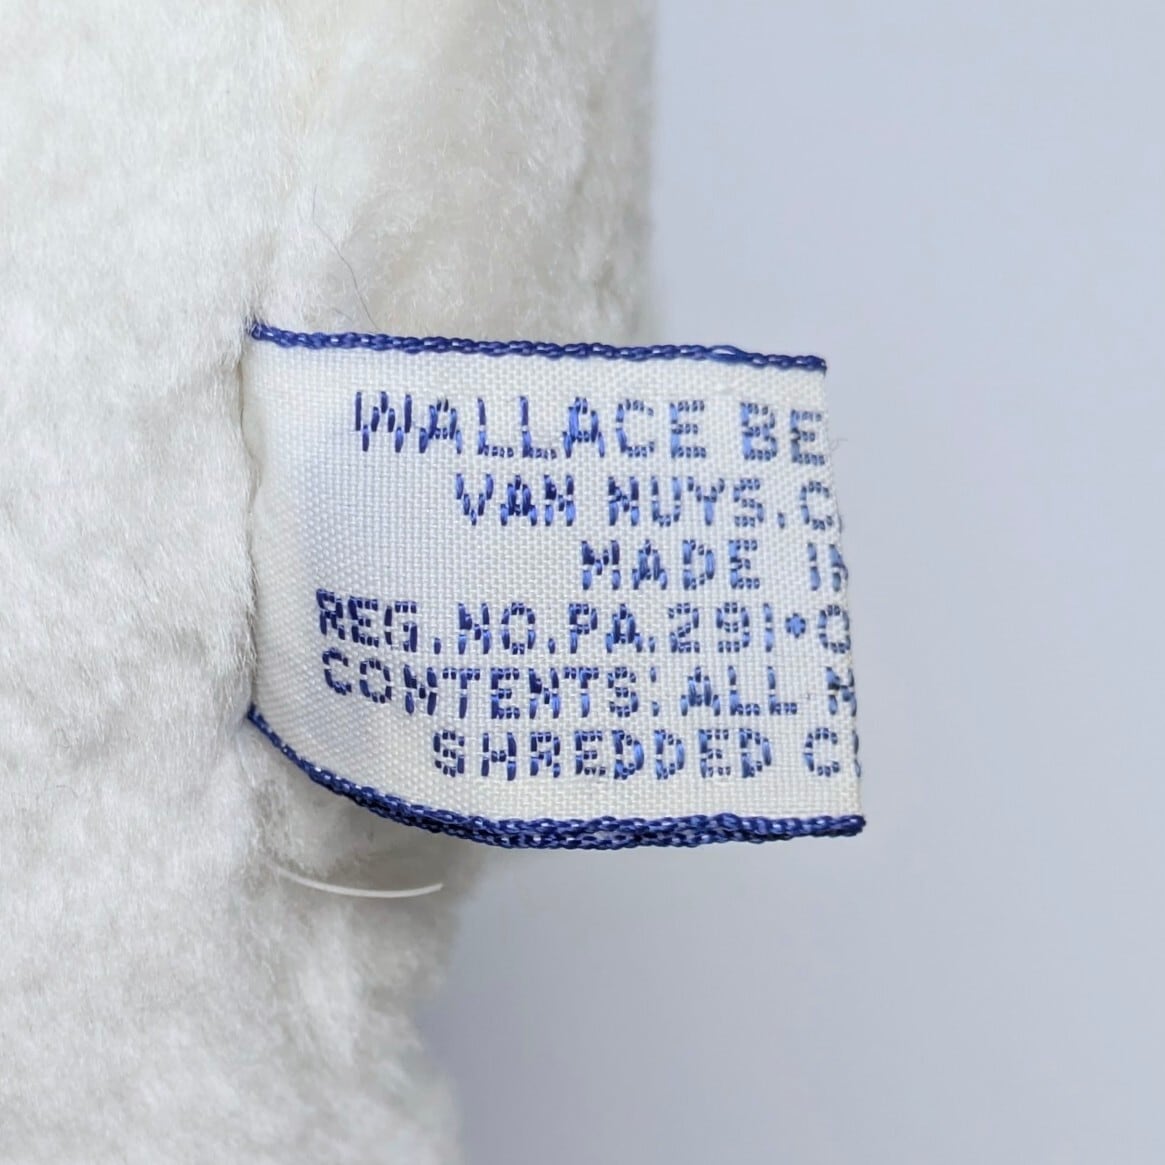 WALLACE BE
VAN NUYS. C
MADE IN
REG. NO. PA. 291•O
CONTENTS: ALL
SHREDDED C